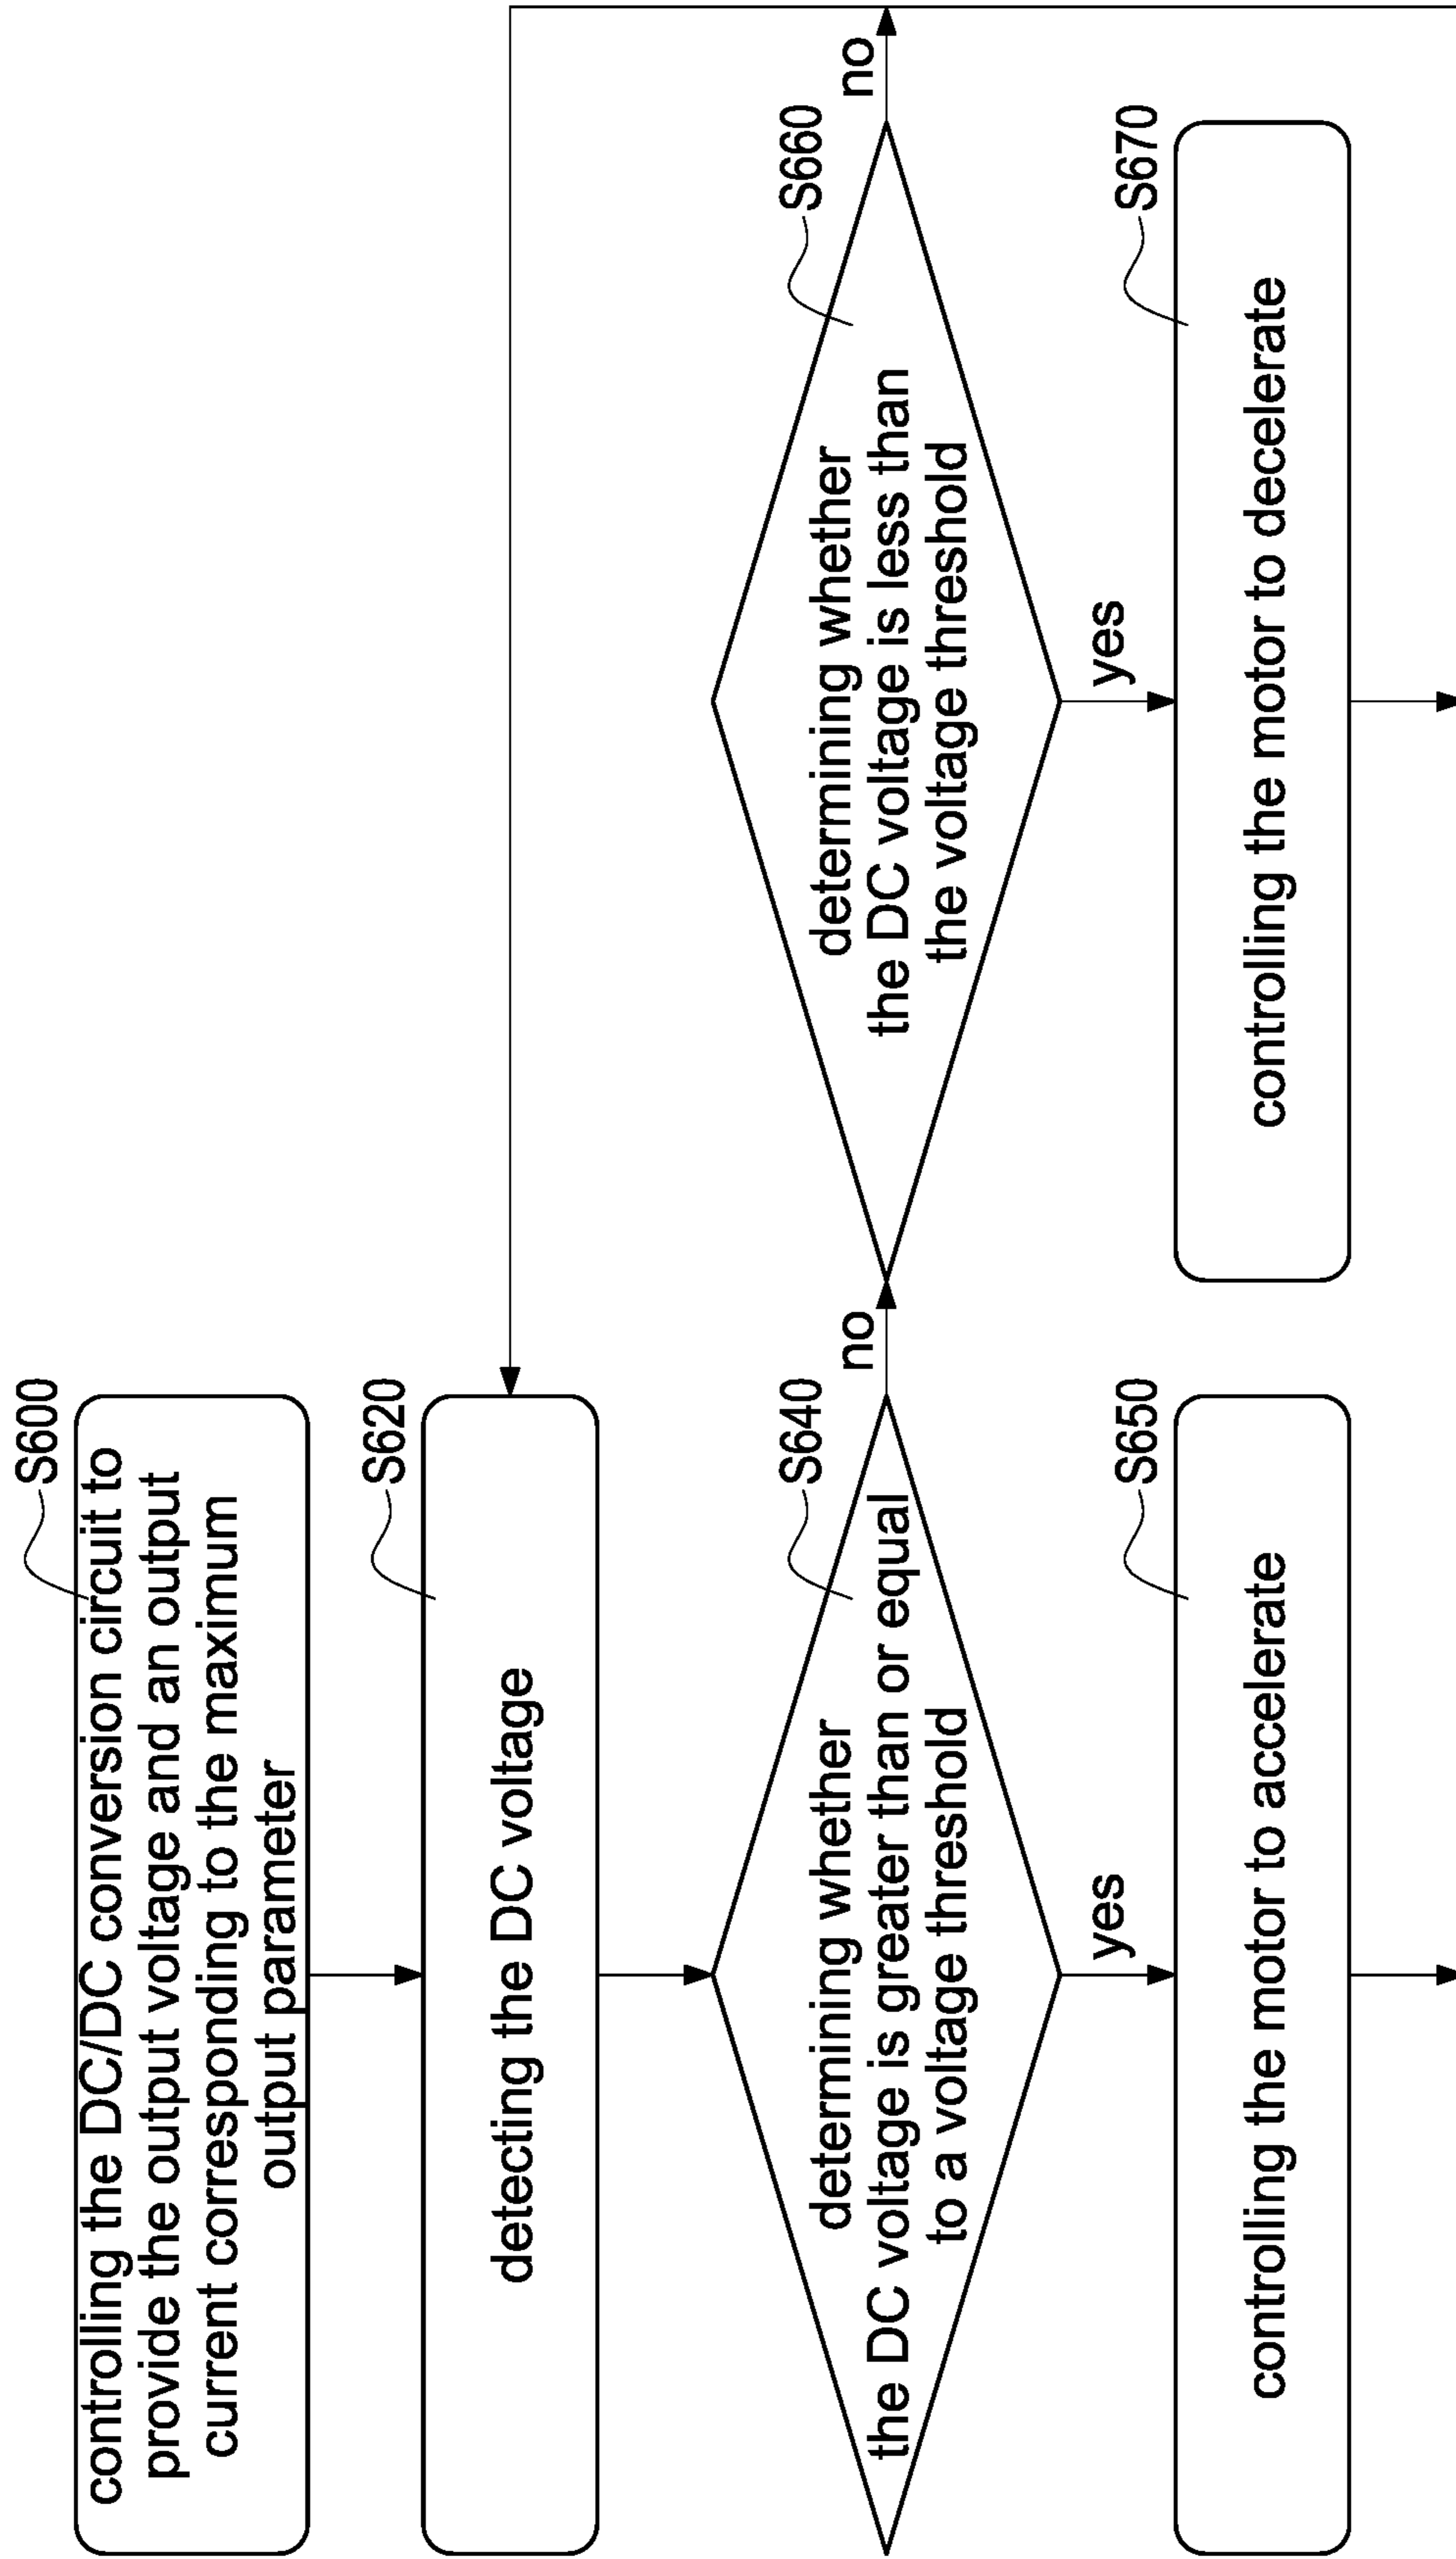 S600
controlling the DC/DC conversion circuit to
provide the output voltage and an output
current corresponding to the maximum
output parameter
S620
detecting the DC voltage
S640
determining whether
the DC voltage is greater than or equal
to a voltage threshold
no
yes
S650
controlling the motor to accelerate
S660
determining whether
the DC voltage is less than
the voltage threshold
no
yes
S670
controlling the motor to decelerate